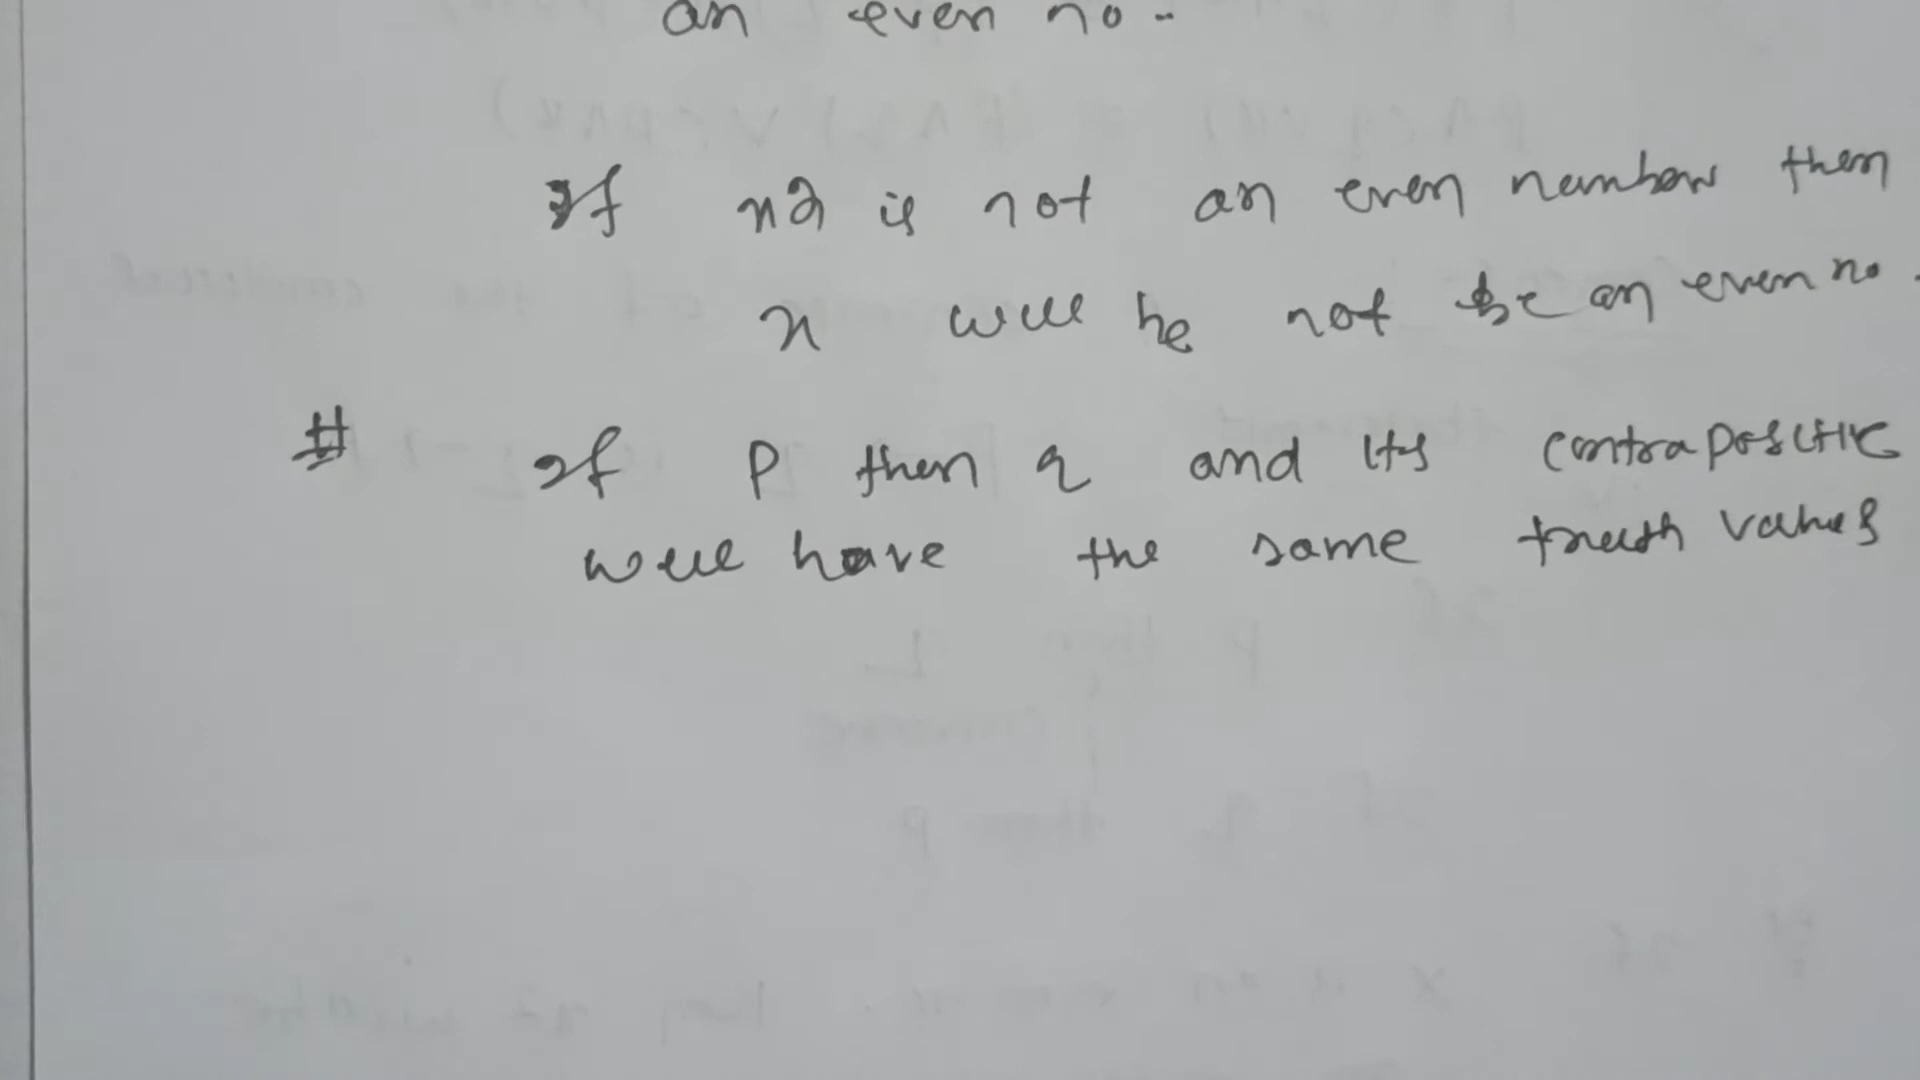 an even no.
If x2 is not an even number then
x will be not be an even no.
# If P then q and its contrapositive
will have the same truth values